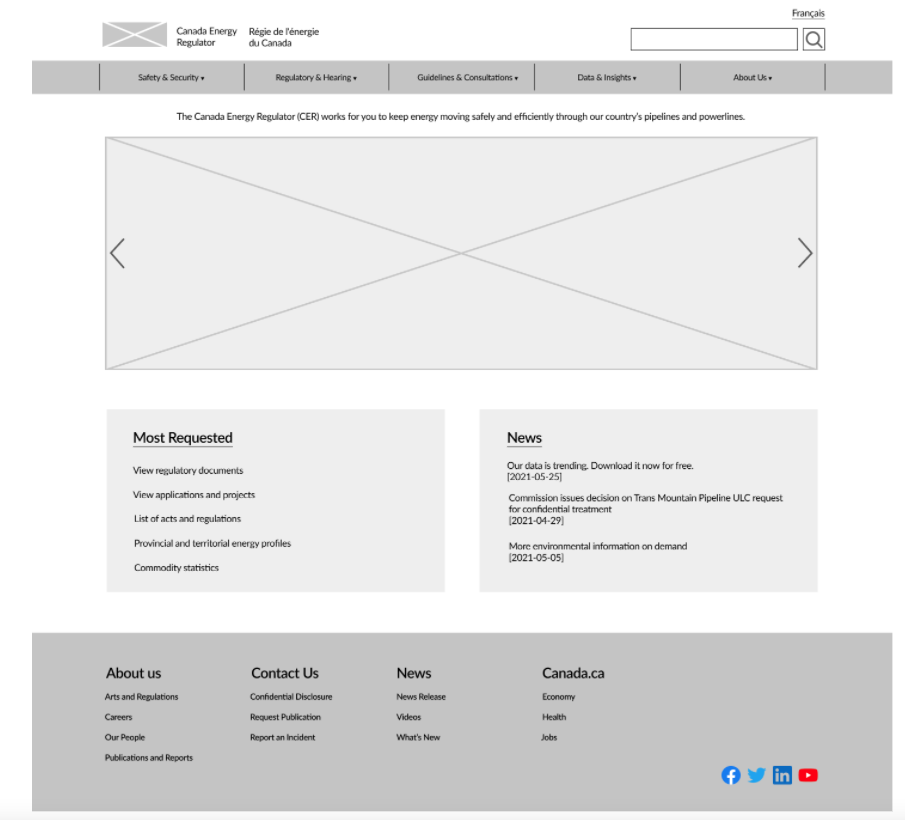 Français
Canada Energy Régie de l'énergie
Regulator du Canada
Safety & Security ▾ Regulatory & Hearing ▾ Guidelines & Consultations ▾ Data & Insights ▾ About Us ▾
The Canada Energy Regulator (CER) works for you to keep energy moving safely and efficiently through our country's pipelines and powerlines.
Most Requested
View regulatory documents
View applications and projects
List of acts and regulations
Provincial and territorial energy profiles
Commodity statistics
News
Our data is trending. Download it now for free.
[2021-05-25]
Commission issues decision on Trans Mountain Pipeline ULC request
for confidential treatment
[2021-04-29]
More environmental information on demand
[2021-05-05]
About us
Arts and Regulations
Careers
Our People
Publications and Reports
Contact Us
Confidential Disclosure
Request Publication
Report an Incident
News
News Release
Videos
What's New
Canada.ca
Economy
Health
Jobs